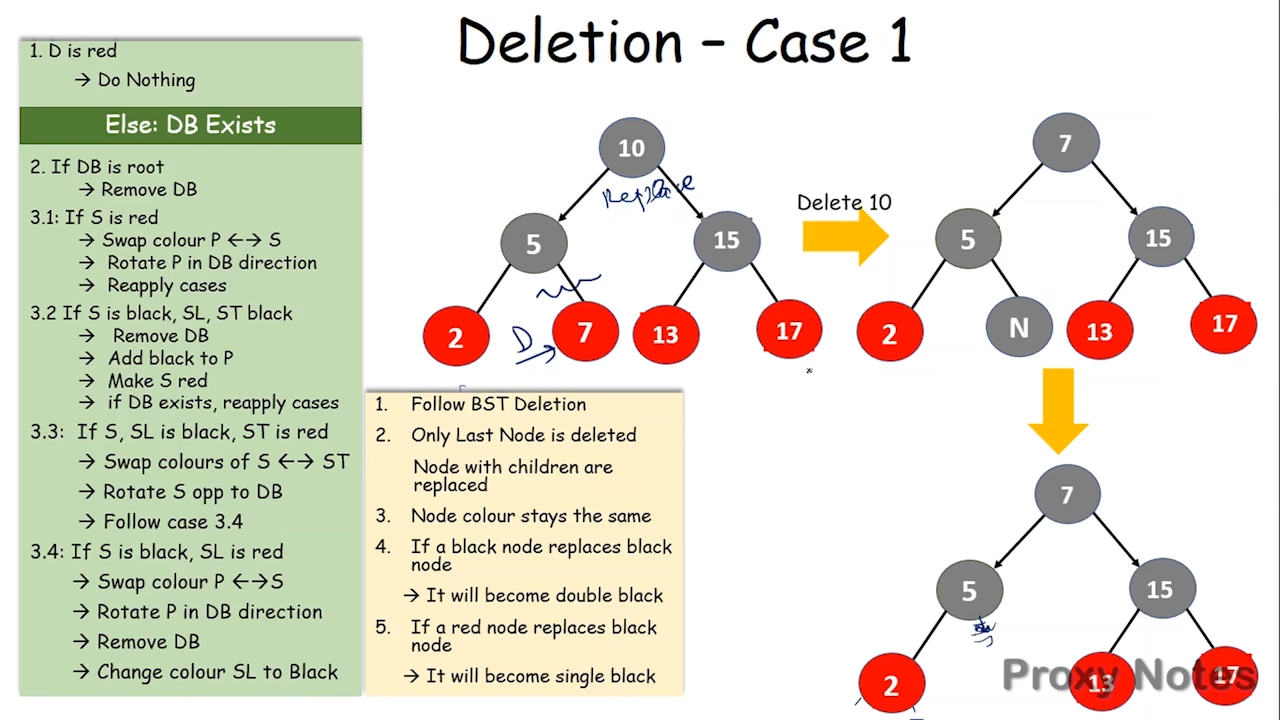 Deletion – Case 1
1. D is red
→ Do Nothing
Else: DB Exists
2. If DB is root
→ Remove DB
3.1: If S is red
→ Swap colour P ←→ S
→ Rotate P in DB direction
→ Reapply cases
3.2 If S is black, SL, ST black
→ Remove DB
→ Add black to P
→ Make S red
→ if DB exists, reapply cases
3.3: If S, SL is black, ST is red
→ Swap colours of S ←→ ST
→ Rotate S opp to DB
→ Follow case 3.4
3.4: If S is black, SL is red
→ Swap colour P ←→S
→ Rotate P in DB direction
→ Remove DB
→ Change colour SL to Black
10
Replace
5
15
D
2
7
13
17
Delete 10
7
5
15
2
N
13
17
1. Follow BST Deletion
2. Only Last Node is deleted
Node with children are
replaced
3. Node colour stays the same
4. If a black node replaces black
node
→ It will become double black
5. If a red node replaces black
node
→ It will become single black
7
5
15
2
13
17
Proxy Notes